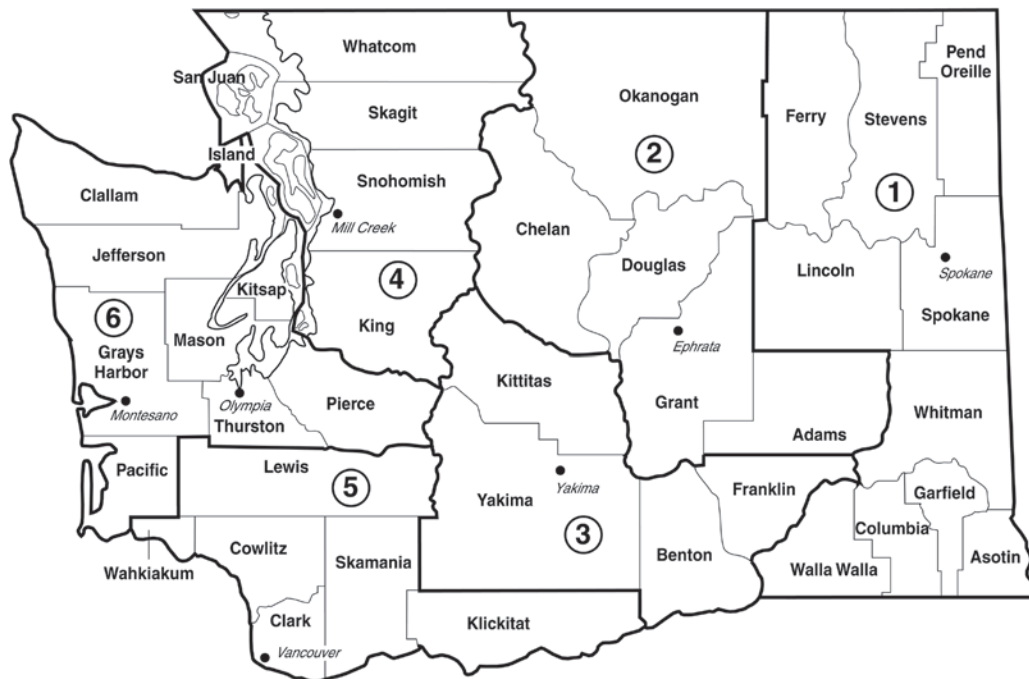 Whatcom
Pend
Oreille
San Juan
Okanogan
Skagit
Ferry
Stevens
Island
2
Snohomish
Clallam
1
Mill Creek
Chelan
Jefferson
Douglas
Lincoln
Spokane
4
Kitsap
6
King
Spokane
Mason
Ephrata
Grays
Harbor
Kittitas
Olympia
Pierce
Grant
Montesano
Whitman
Thurston
Adams
Pacific
Lewis
5
Yakima
Yakima
Franklin
Garfield
Columbia
3
Cowlitz
Skamania
Benton
Asotin
Wahkiakum
Walla Walla
Clark
Klickitat
Vancouver